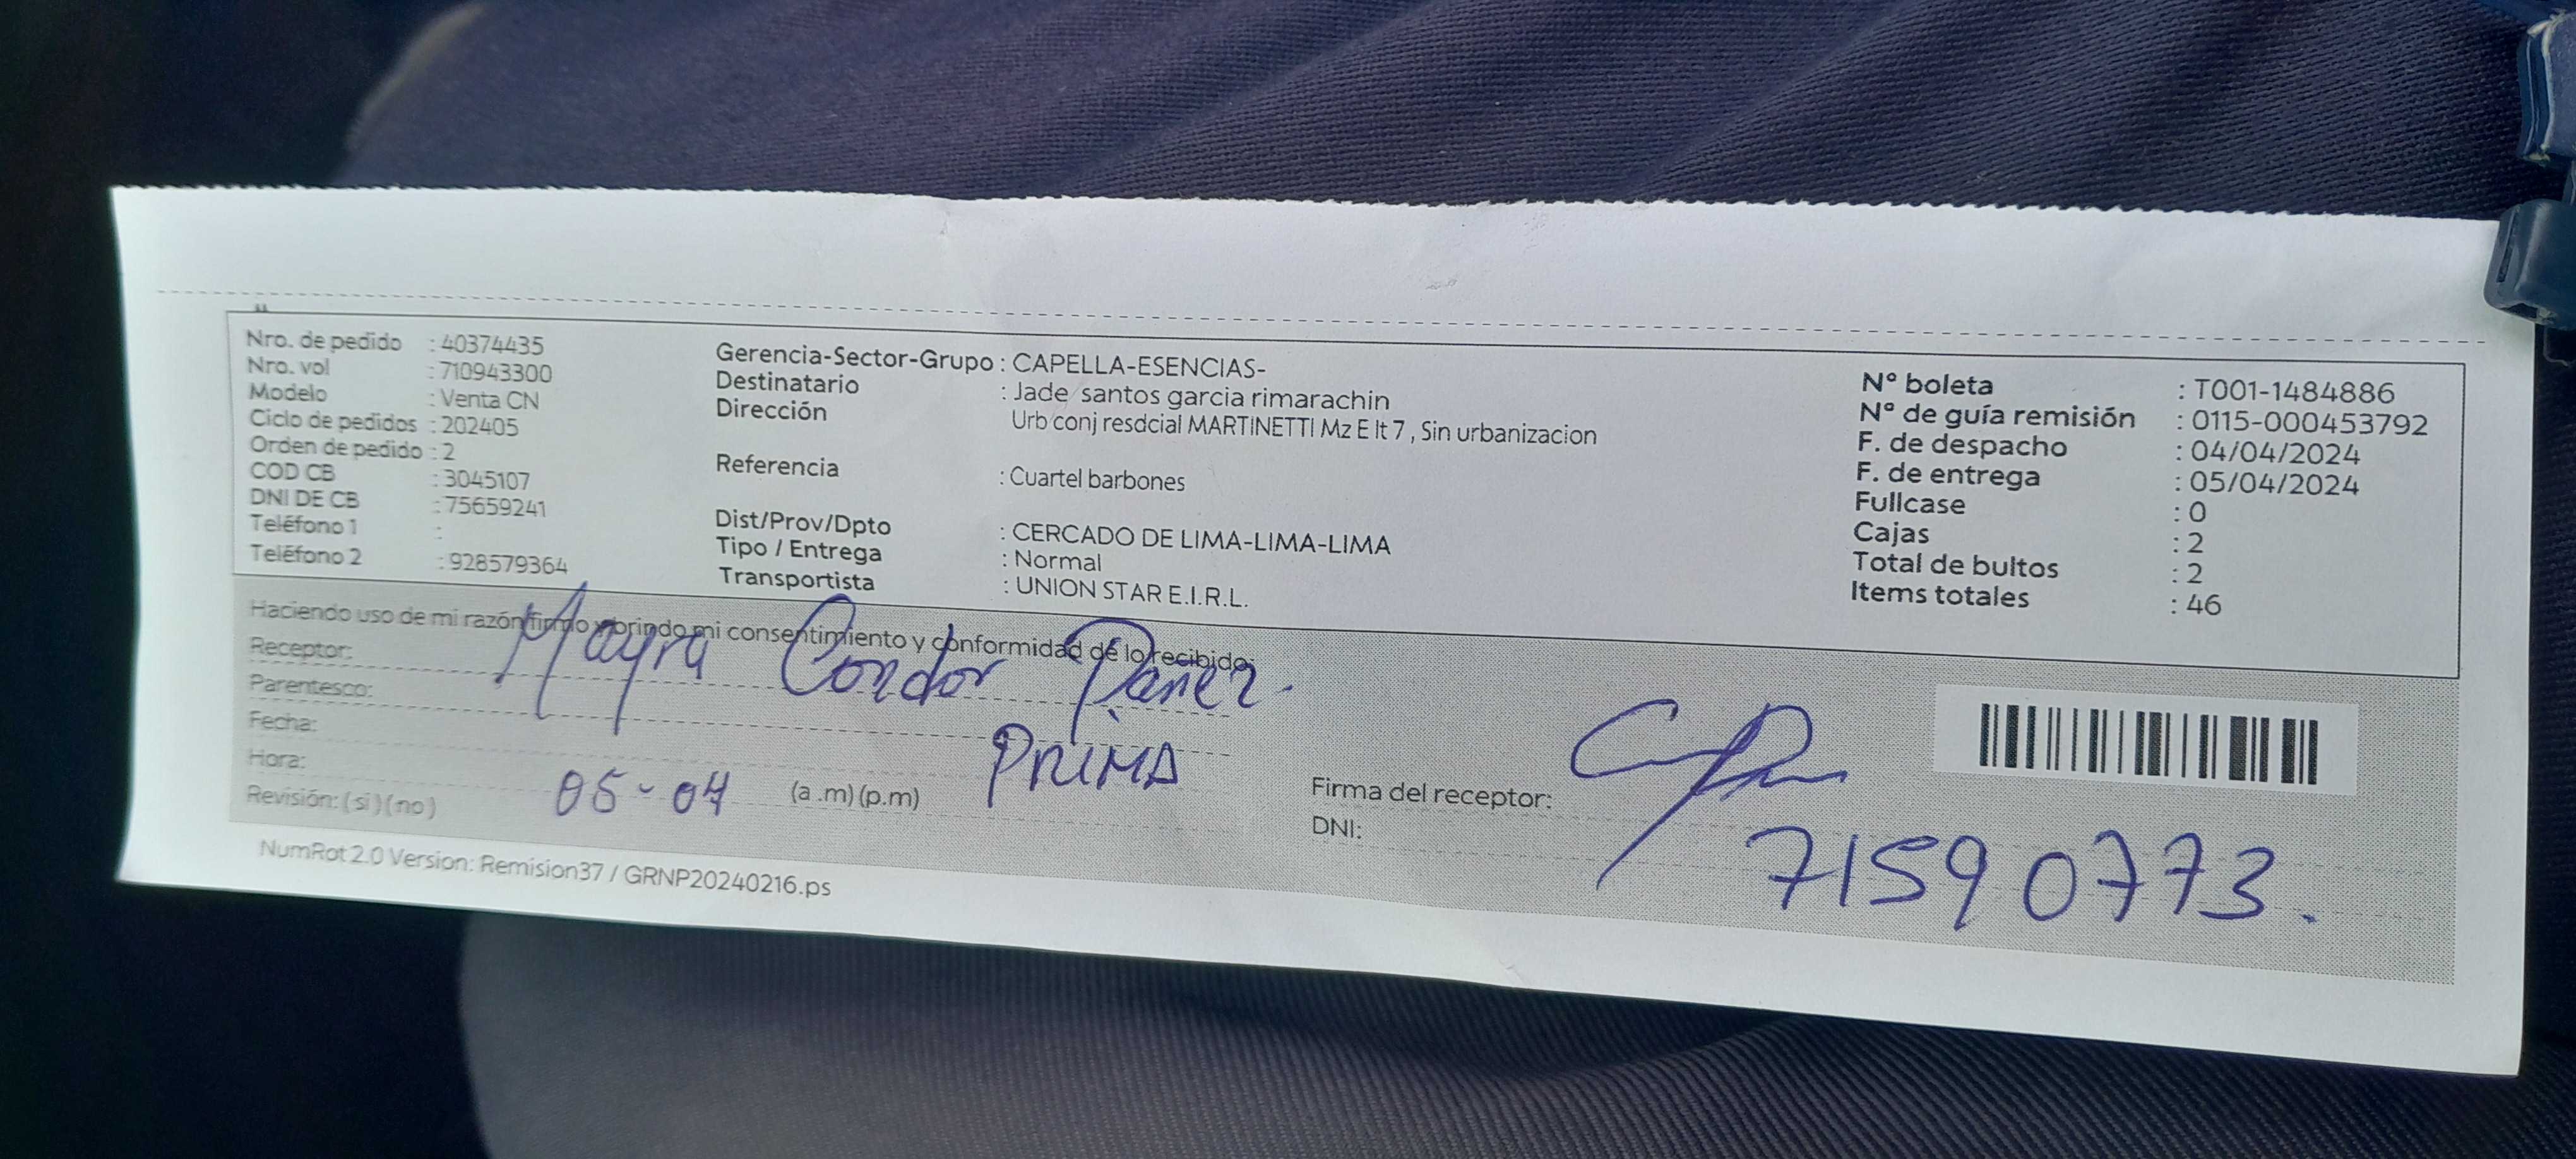 Nro. de pedido : 40374435
Nro. vol : 710943300
Modelo : Venta CN
Ciclo de pedidos : 202405
Orden de pedido : 2
COD CB : 3045107
DNI DE CB : 75659241
Teléfono 1 :
Teléfono 2 : 928579364
Gerencia-Sector-Grupo : CAPELLA-ESENCIAS-
Destinatario : Jade santos garcia rimarachin
Dirección Urb conj resdcial MARTINETTI Mz E lt 7 , Sin urbanizacion
Referencia : Cuartel barbones
Dist/Prov/Dpto : CERCADO DE LIMA-LIMA-LIMA
Tipo / Entrega : Normal
Transportista : UNION STAR E.I.R.L.
N° boleta : T001-1484886
N° de guía remisión : 0115-000453792
F. de despacho : 04/04/2024
F. de entrega : 05/04/2024
Fullcase : 0
Cajas : 2
Total de bultos : 2
Items totales : 46
Haciendo uso de mi razón firmo y brindo mi consentimiento y conformidad de lo recibido:
Receptor: Mayra Condor
Parentesco: PRIMA
Fecha: 05-04
Hora: (a .m) (p.m)
Revisión: ( si ) ( no )
Firma del receptor:
DNI: 71590773.
NumRot 2.0 Version: Remision37 / GRNP20240216.ps